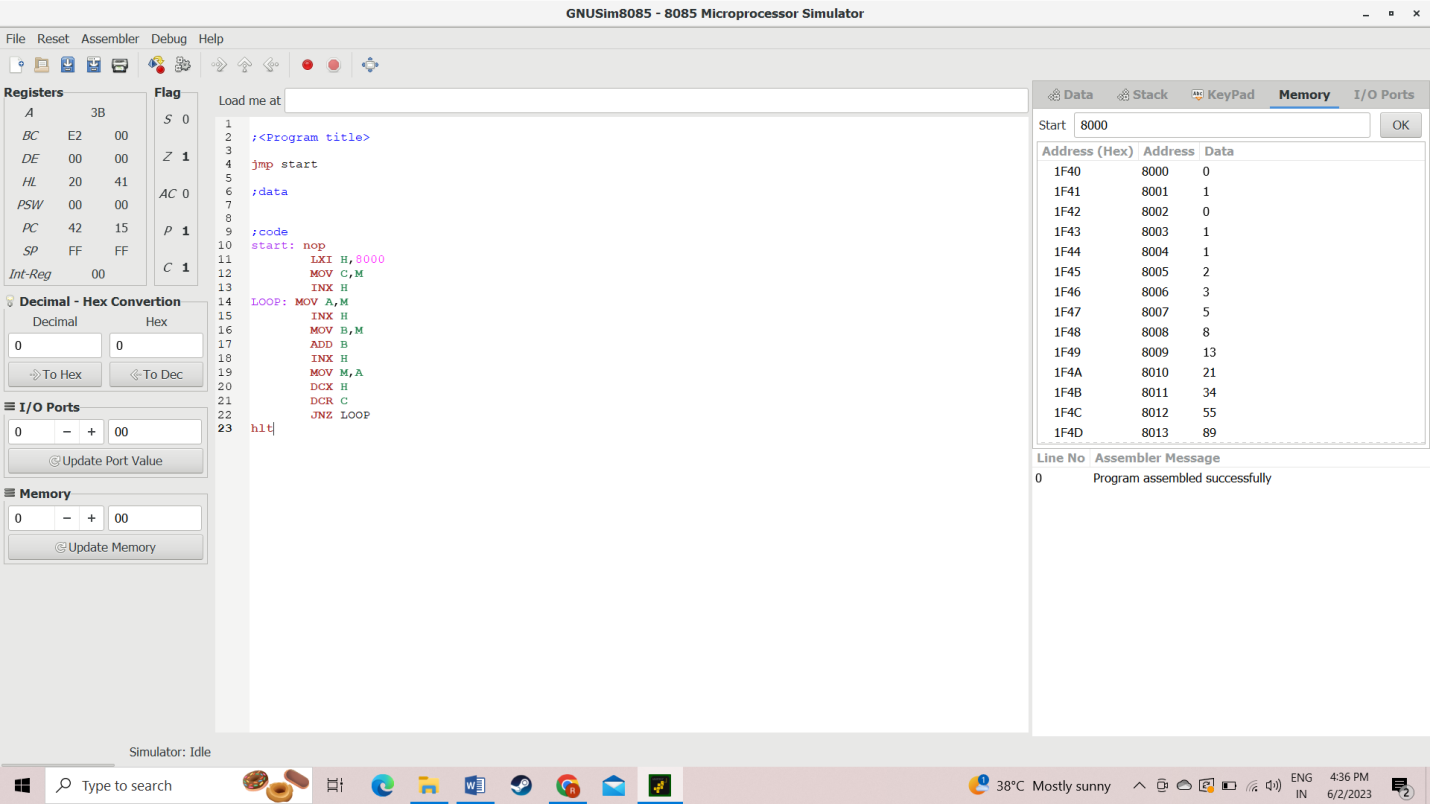 GNUSim8085 - 8085 Microprocessor Simulator
File Reset Assembler Debug Help
Registers
A 3B
BC E2 00
DE 00 00
HL 20 41
PSW 00 00
PC 42 15
SP FF FF
Int-Reg 00
Flag
S 0
Z 1
AC 0
P 1
C 1
Decimal - Hex Convertion
Decimal Hex
0 0
To Hex To Dec
I/O Ports
0 − + 00
Update Port Value
Memory
0 − + 00
Update Memory
Load me at
1
2 ;<Program title>
3
4 jmp start
5
6 ;data
7
8
9 ;code
10 start: nop
11 LXI H,8000
12 MOV C,M
13 INX H
14 LOOP: MOV A,M
15 INX H
16 MOV B,M
17 ADD B
18 INX H
19 MOV M,A
20 DCX H
21 DCR C
22 JNZ LOOP
23 hlt
Data Stack KeyPad Memory I/O Ports
Start 8000 OK
Address (Hex) Address Data
1F40 8000 0
1F41 8001 1
1F42 8002 0
1F43 8003 1
1F44 8004 1
1F45 8005 2
1F46 8006 3
1F47 8007 5
1F48 8008 8
1F49 8009 13
1F4A 8010 21
1F4B 8011 34
1F4C 8012 55
1F4D 8013 89
Line No Assembler Message
0 Program assembled successfully
Simulator: Idle
Type to search
1
38°C Mostly sunny
ENG
IN
4:36 PM
6/2/2023
2